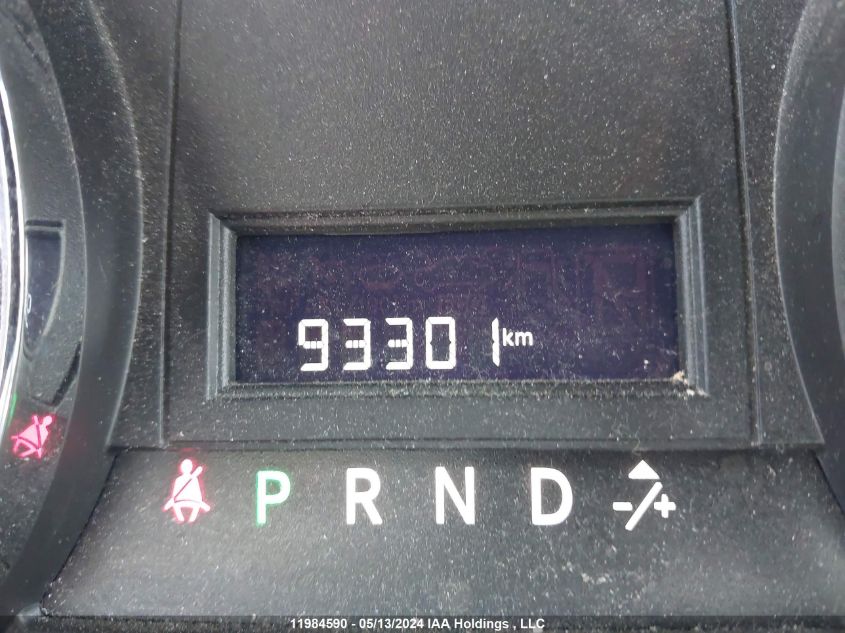 93301 km
P R N D -/+
11984590 - 05/13/2024 IAA Holdings , LLC